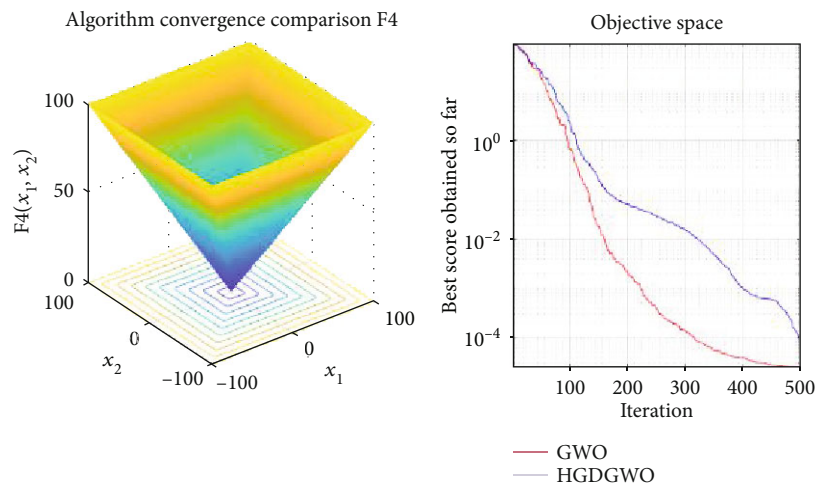 Algorithm convergence comparison F4
100
50
0
F4(x1, x2)
100
0
–100
x2
–100
0
100
x1
Objective space
Best score obtained so far
10^0
10^-2
10^-4
100 200 300 400 500
Iteration
GWO
HGDGWO